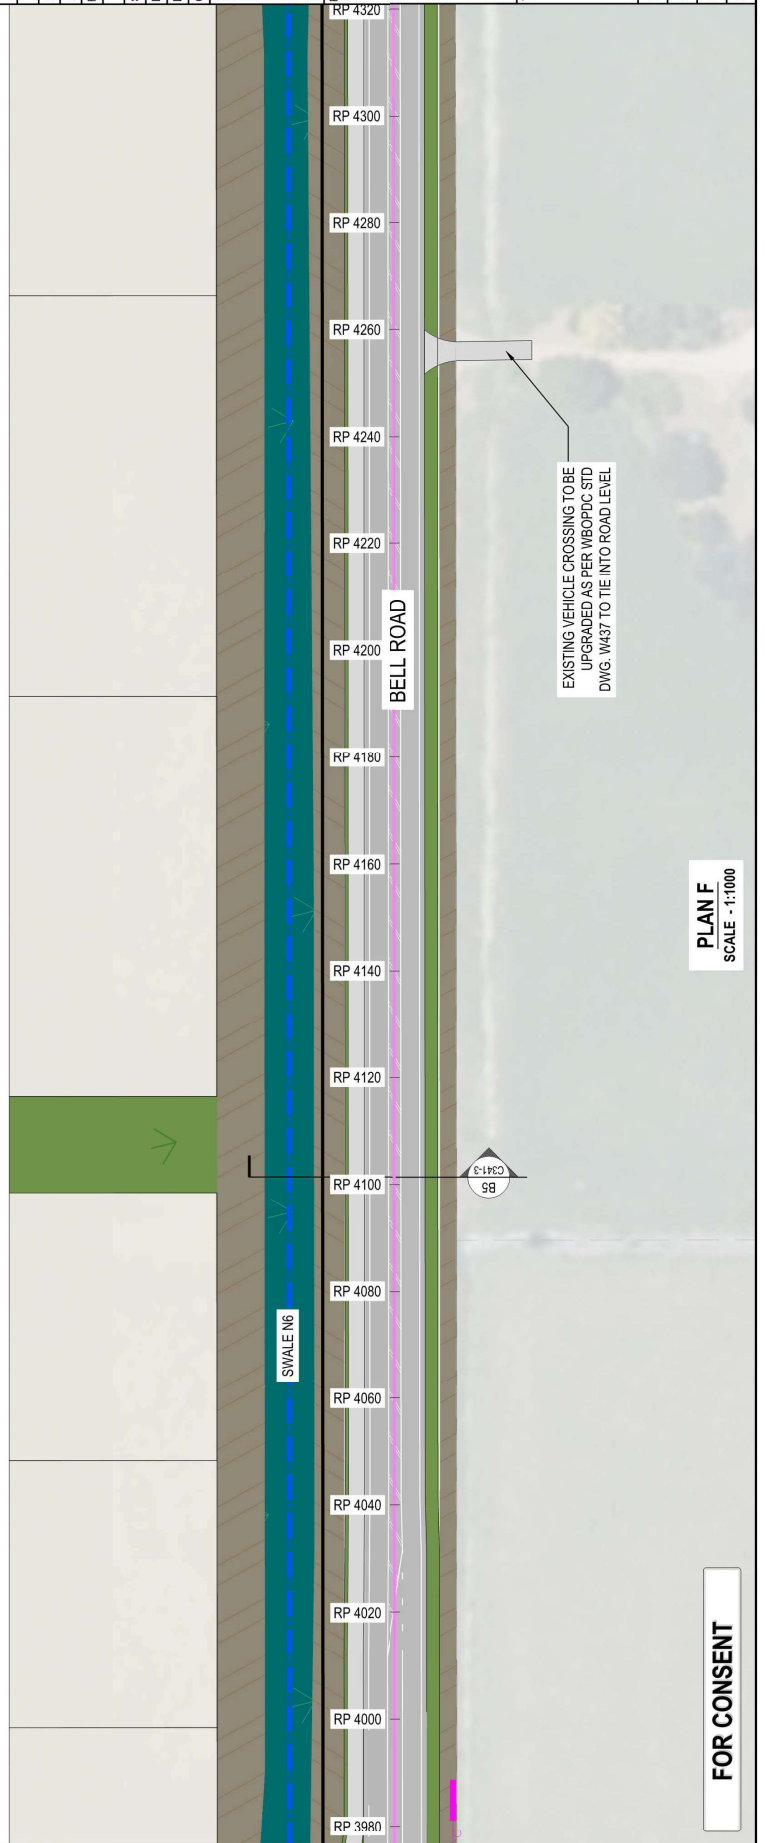 RP 4320
RP 4300
RP 4280
RP 4260
RP 4240
EXISTING VEHICLE CROSSING TO BE
UPGRADED AS PER WBOPDC STD
DWG. W437 TO TIE INTO ROAD LEVEL
RP 4220
BELL ROAD
RP 4200
RP 4180
RP 4160
PLAN F
SCALE - 1:1000
RP 4140
RP 4120
RP 4100
B5
C341-3
RP 4080
SWALE N6
RP 4060
RP 4040
RP 4020
FOR CONSENT
RP 4000
RP 3980